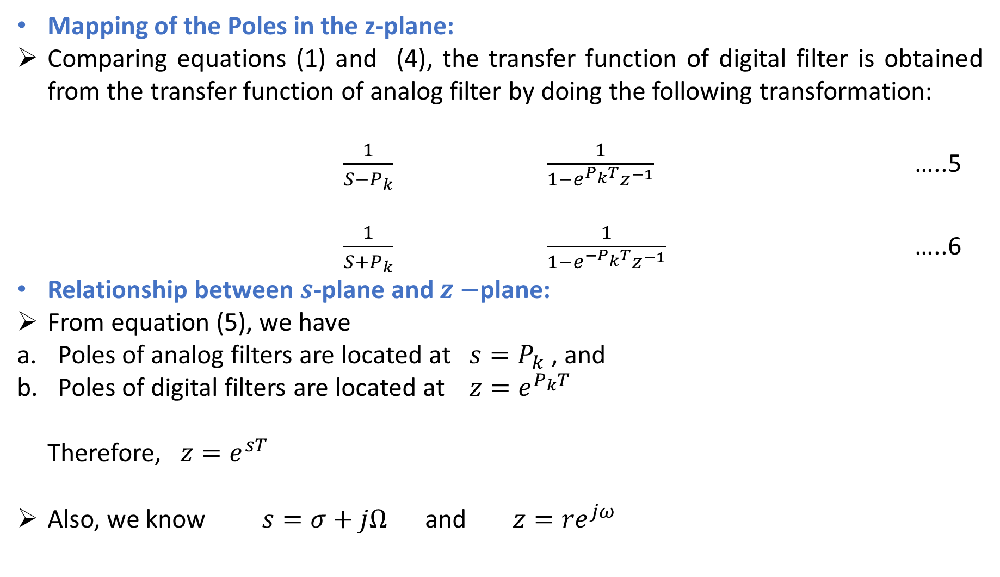 • Mapping of the Poles in the z-plane:
➢ Comparing equations (1) and (4), the transfer function of digital filter is obtained
from the transfer function of analog filter by doing the following transformation:
$\frac{1}{S-P_k}$ $\frac{1}{1-e^{P_kT}z^{-1}}$ …..5
$\frac{1}{S+P_k}$ $\frac{1}{1-e^{-P_kT}z^{-1}}$ …..6
• Relationship between $s$-plane and $z$ −plane:
➢ From equation (5), we have
a. Poles of analog filters are located at $s = P_k$ , and
b. Poles of digital filters are located at $z = e^{P_kT}$
Therefore, $z = e^{sT}$
➢ Also, we know $s = \sigma + j\Omega$ and $z = re^{j\omega}$